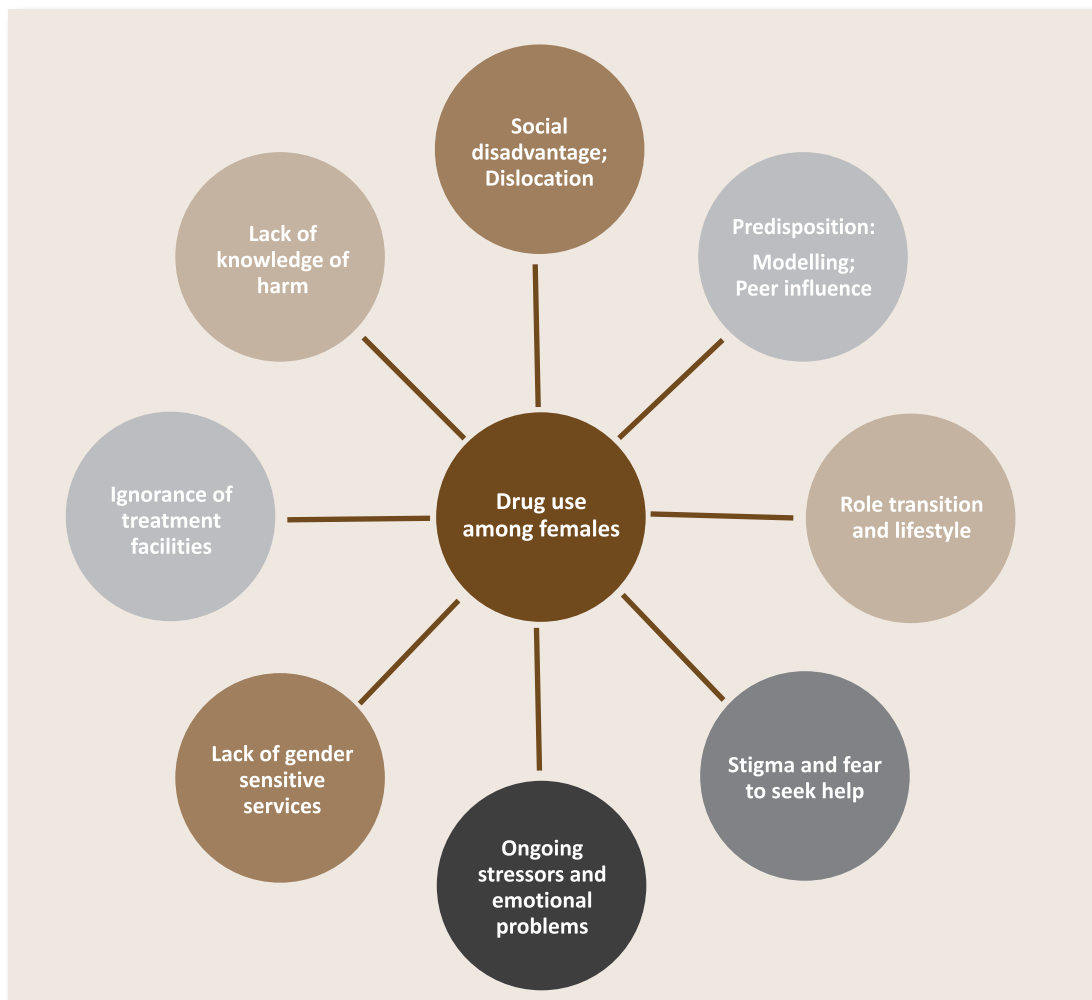 Social
disadvantage;
Dislocation
Predisposition:
Modelling;
Peer influence
Role transition
and lifestyle
Stigma and fear
to seek help
Ongoing
stressors and
emotional
problems
Lack of gender
sensitive
services
Ignorance of
treatment
facilities
Lack of
knowledge of
harm
Drug use
among females